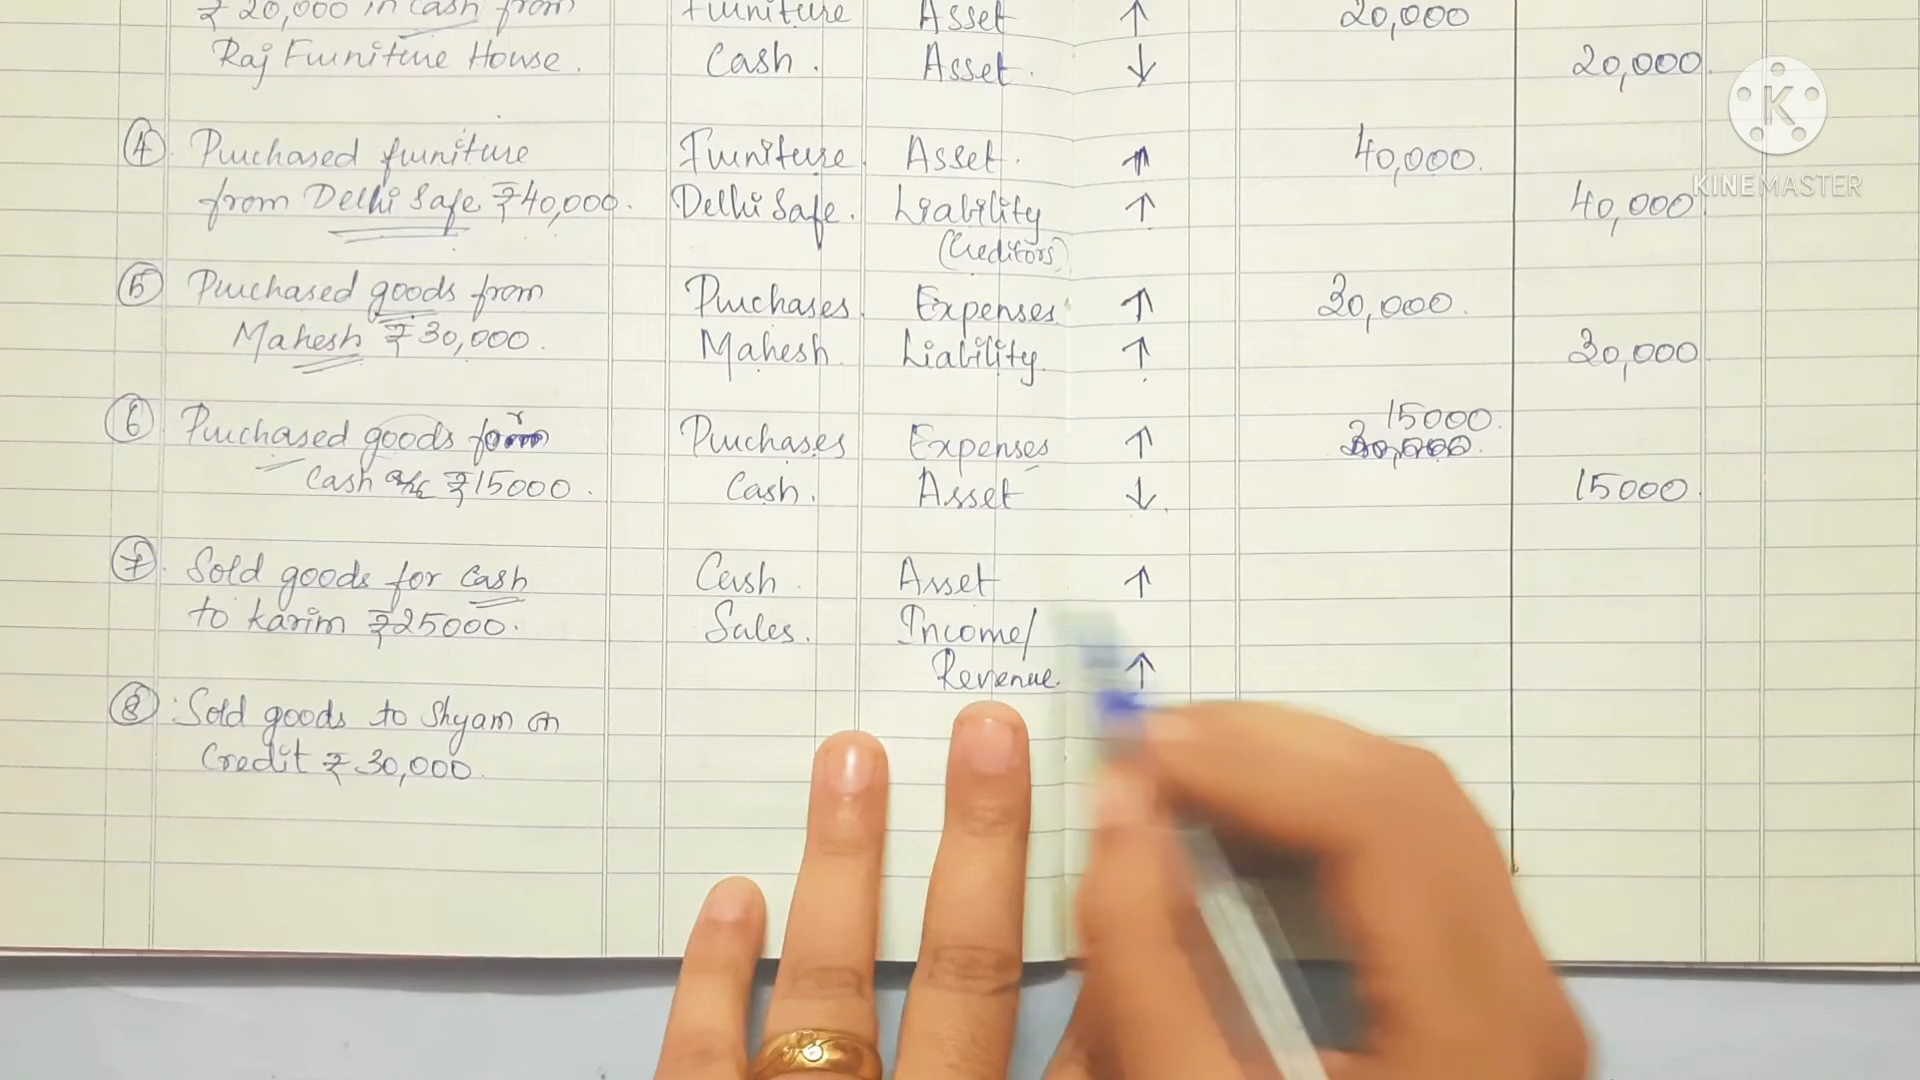 ₹ 20,000 in cash from Furniture Asset ↑ 20,000
Raj Furniture House. Cash. Asset. ↓ 20,000
K
KINEMASTER
④. Purchased furniture Furniture. Asset. ↑ 40,000.
from Delhi Safe ₹40,000. Delhi Safe. Liability ↑ 40,000
(Creditors)
⑤ Purchased goods from Purchases. Expenses. ↑ 30,000.
Mahesh ₹30,000. Mahesh. Liability. ↑ 30,000
⑥ Purchased goods for Purchases Expenses ↑ 15000.
Cash ₹15000. Cash. Asset ↓ 15000.
⑦. Sold goods for cash Cash. Asset ↑
to Karim ₹25000. Sales. Income/
Revenue. ↑
⑧. Sold goods to Shyam on
Credit ₹30,000.